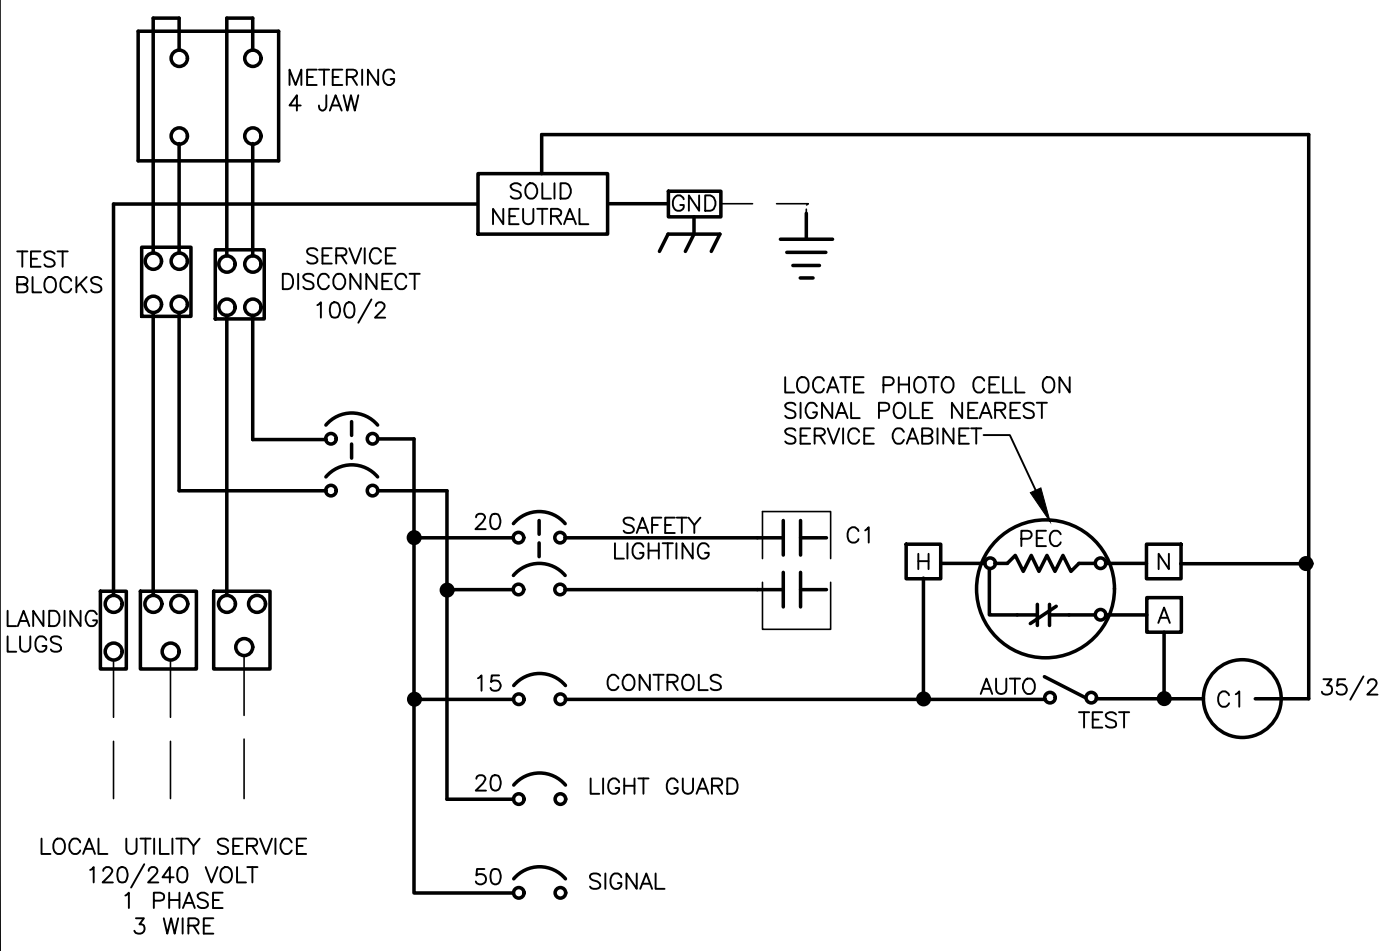 METERING
4 JAW
SOLID
NEUTRAL
GND
TEST
BLOCKS
SERVICE
DISCONNECT
100/2
LOCATE PHOTO CELL ON
SIGNAL POLE NEAREST
SERVICE CABINET
20
SAFETY
LIGHTING
C1
PEC
H
N
A
LANDING
LUGS
15
CONTROLS
AUTO
TEST
C1
35/2
20
LIGHT GUARD
50
SIGNAL
LOCAL UTILITY SERVICE
120/240 VOLT
1 PHASE
3 WIRE